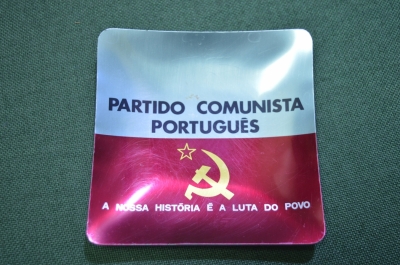 PARTIDO COMUNISTA
PORTUGUÊS
A NOSSA HISTÓRIA É A LUTA DO POVO